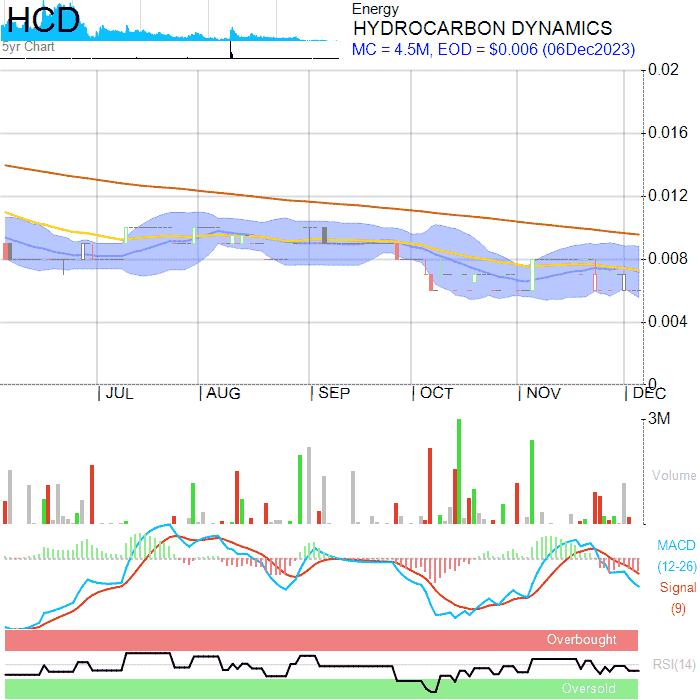 HCD
5yr Chart
Energy
HYDROCARBON DYNAMICS
MC = 4.5M, EOD = $0.006 (06Dec2023)
0.02
0.016
0.012
0.008
0.004
0
JUL AUG SEP OCT NOV DEC
3M
Volume
MACD
(12-26)
Signal
(9)
Overbought
RSI(14)
Oversold